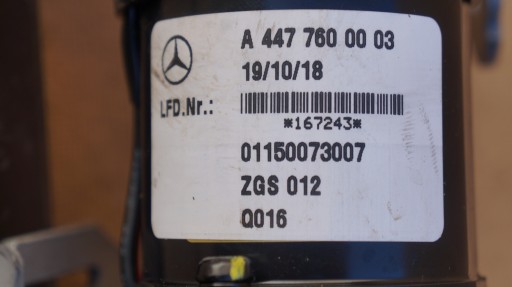 A 447 760 00 03
19/10/18
LFD.Nr.:
*167243*
01150073007
ZGS 012
Q016